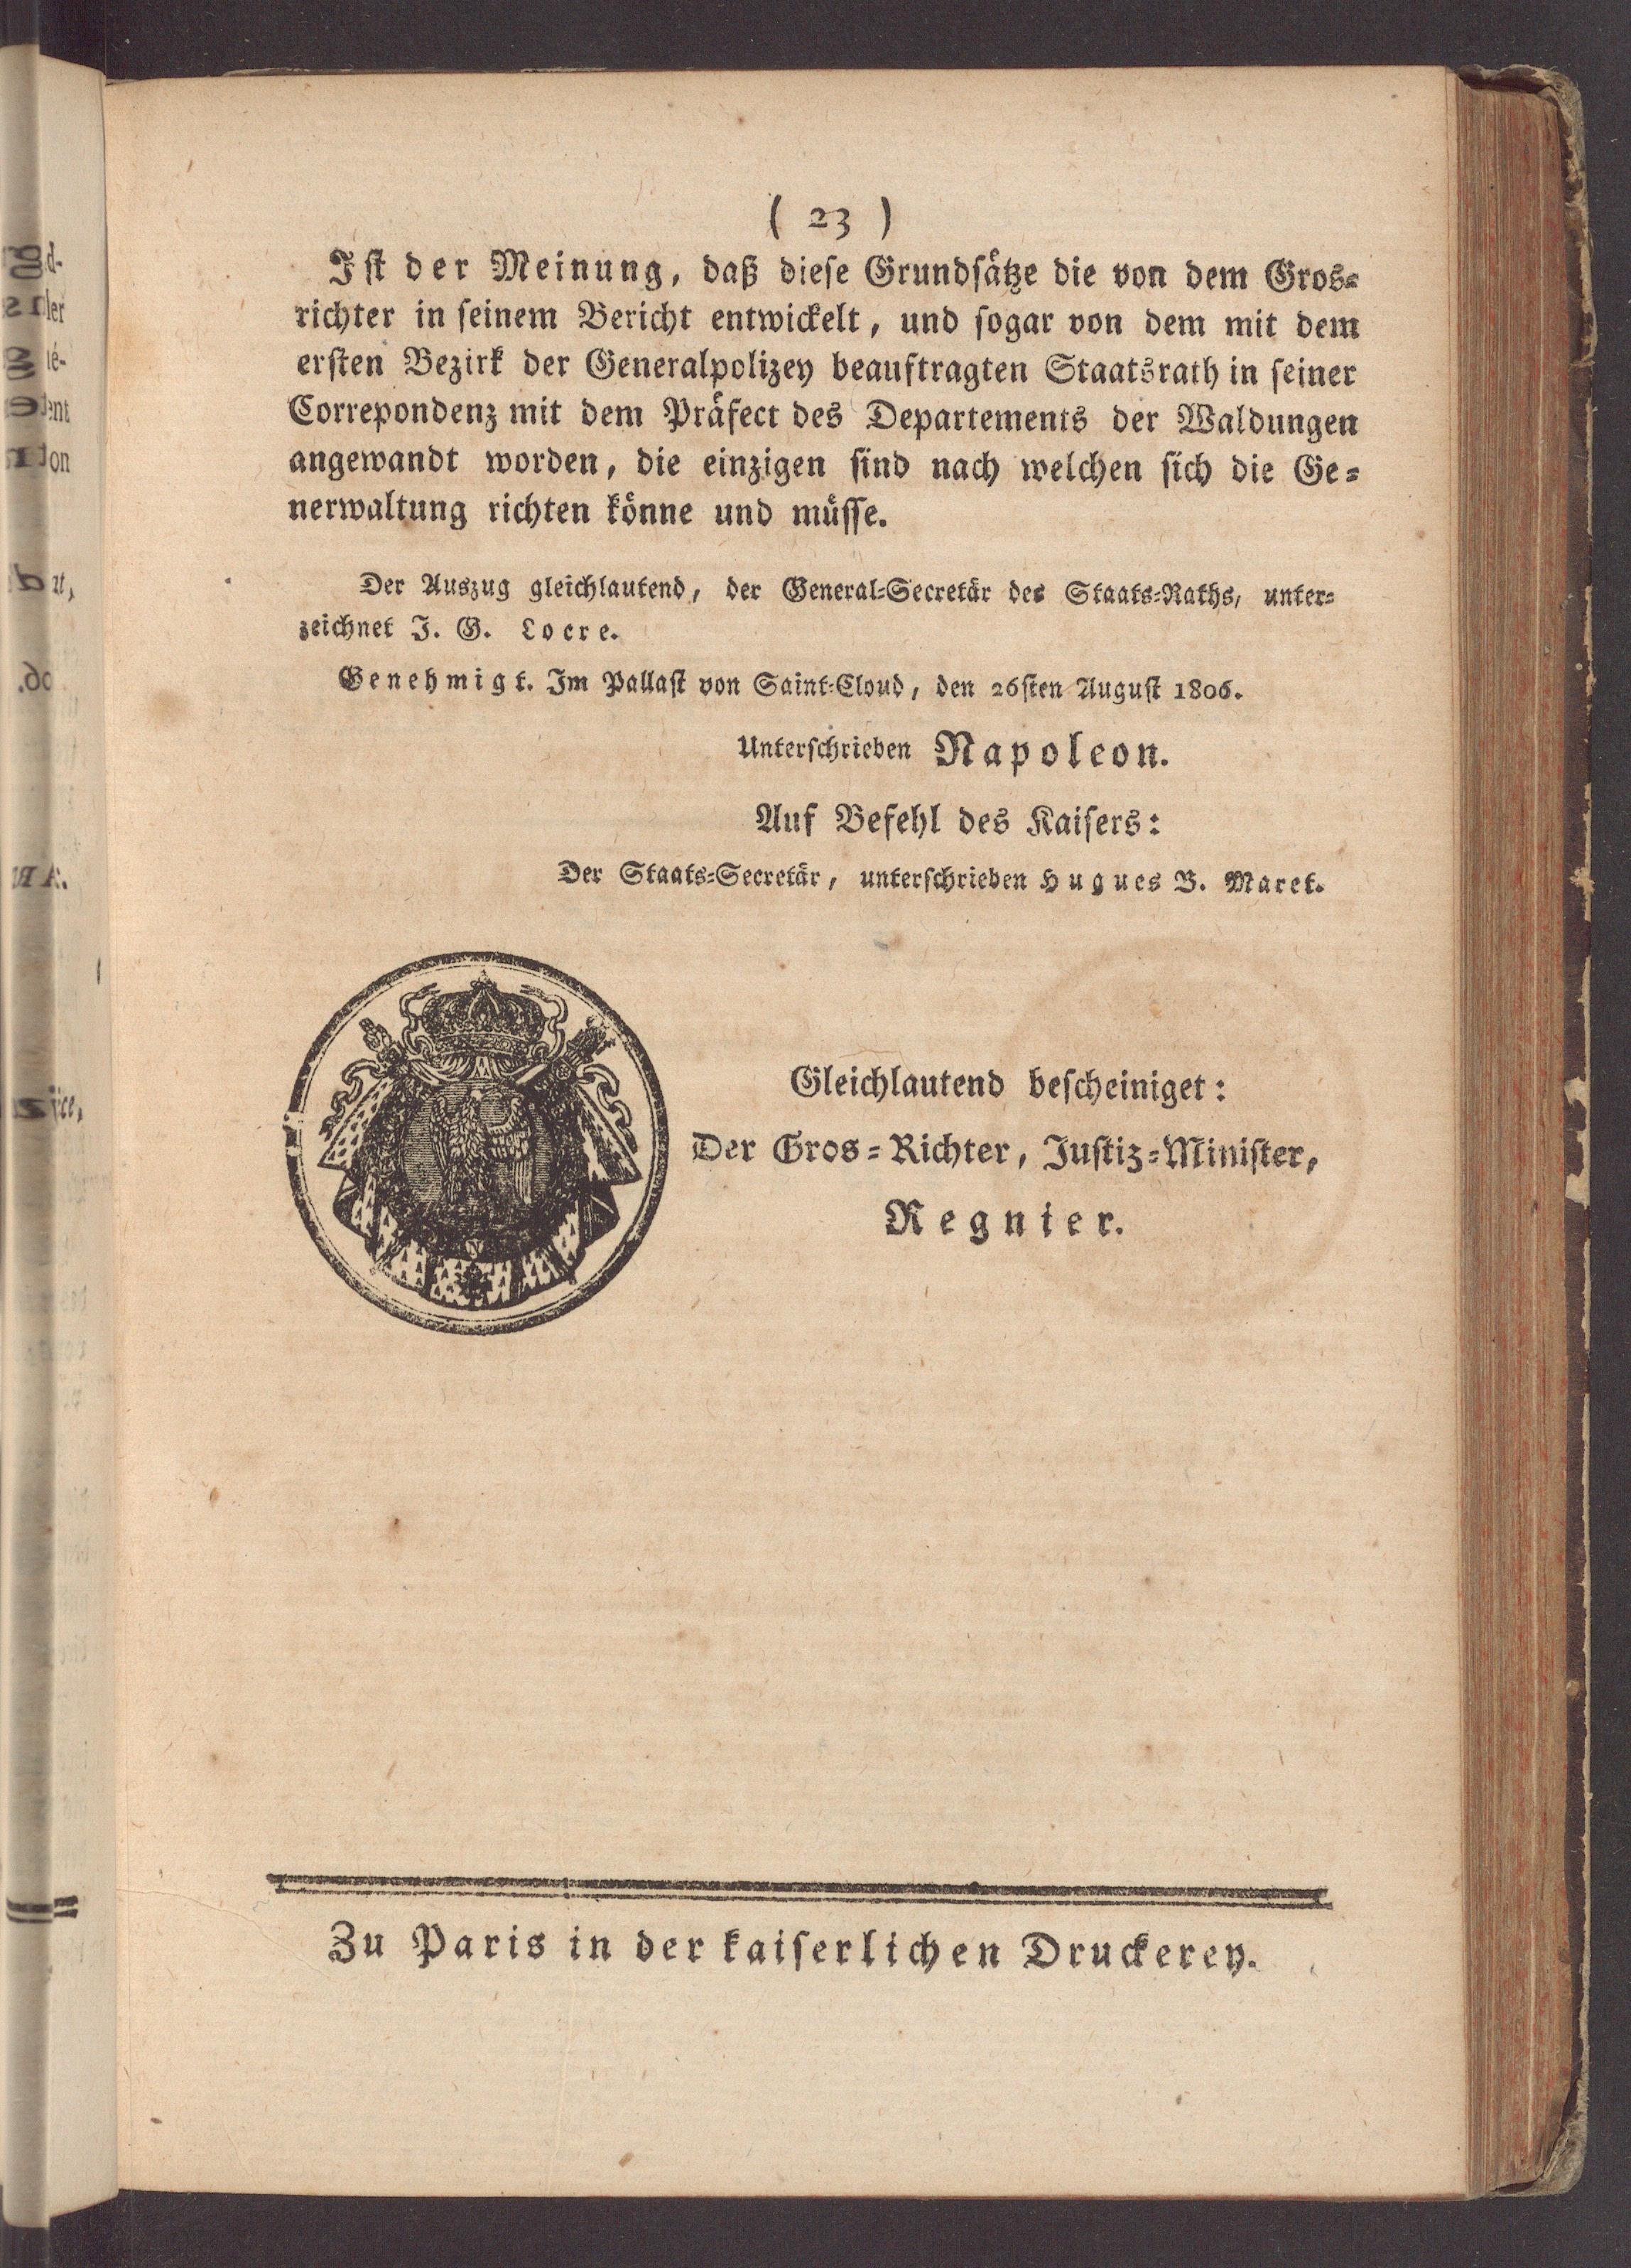 ( 23 )
Ist der Meinung, daß diese Grundsätze die von dem Gros-
richter in seinem Bericht entwickelt, und sogar von dem mit dem
ersten Bezirk der Generalpolizey beauftragten Staatsrath in seiner
Correpondenz mit dem Präfect des Departements der Waldungen
angewandt worden, die einzigen sind nach welchen sich die Ge-
nerwaltung richten könne und müsse.
Der Auszug gleichlautend, der General-Secretär des Staats-Raths, unter-
zeichnet J. G. Locre.
Genehmigt. Im Pallast von Saint-Cloud, den 26sten August 1806.
Unterschrieben Napoleon.
Auf Befehl des Kaisers:
Der Staats-Secretär, unterschrieben Hugues B. Maret.
Gleichlautend bescheiniget:
Der Gros-Richter, Justiz-Minister,
Regnier.
Zu Paris in der kaiserlichen Druckerey.